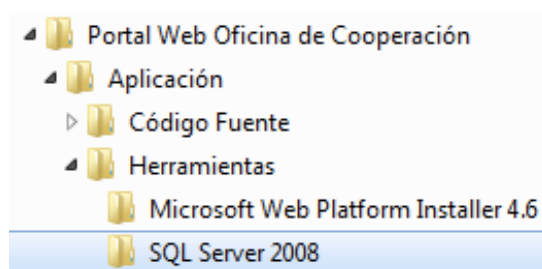 Portal Web Oficina de Cooperación
Aplicación
Código Fuente
Herramientas
Microsoft Web Platform Installer 4.6
SQL Server 2008